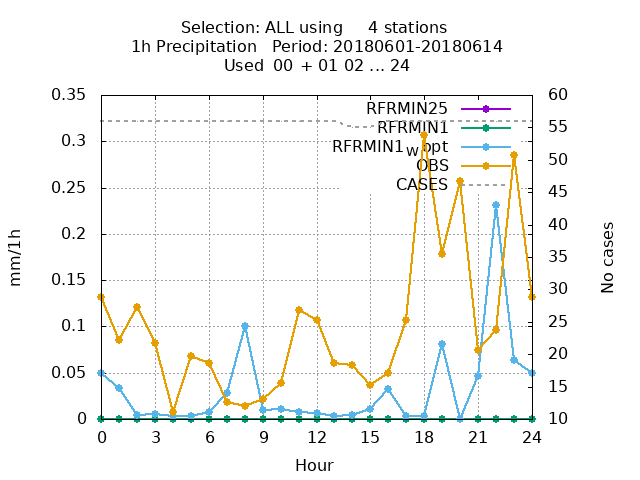 Selection: ALL using 4 stations
1h Precipitation Period: 20180601-20180614
Used 00 + 01 02 ... 24
0.35
0.3
0.25
0.2
0.15
0.1
0.05
0
mm/1h
RFRMIN25
RFRMIN1
RFRMIN1_W ppt
OBS
CASES
60
55
50
45
40
35
30
25
20
15
10
No cases
0 3 6 9 12 15 18 21 24
Hour